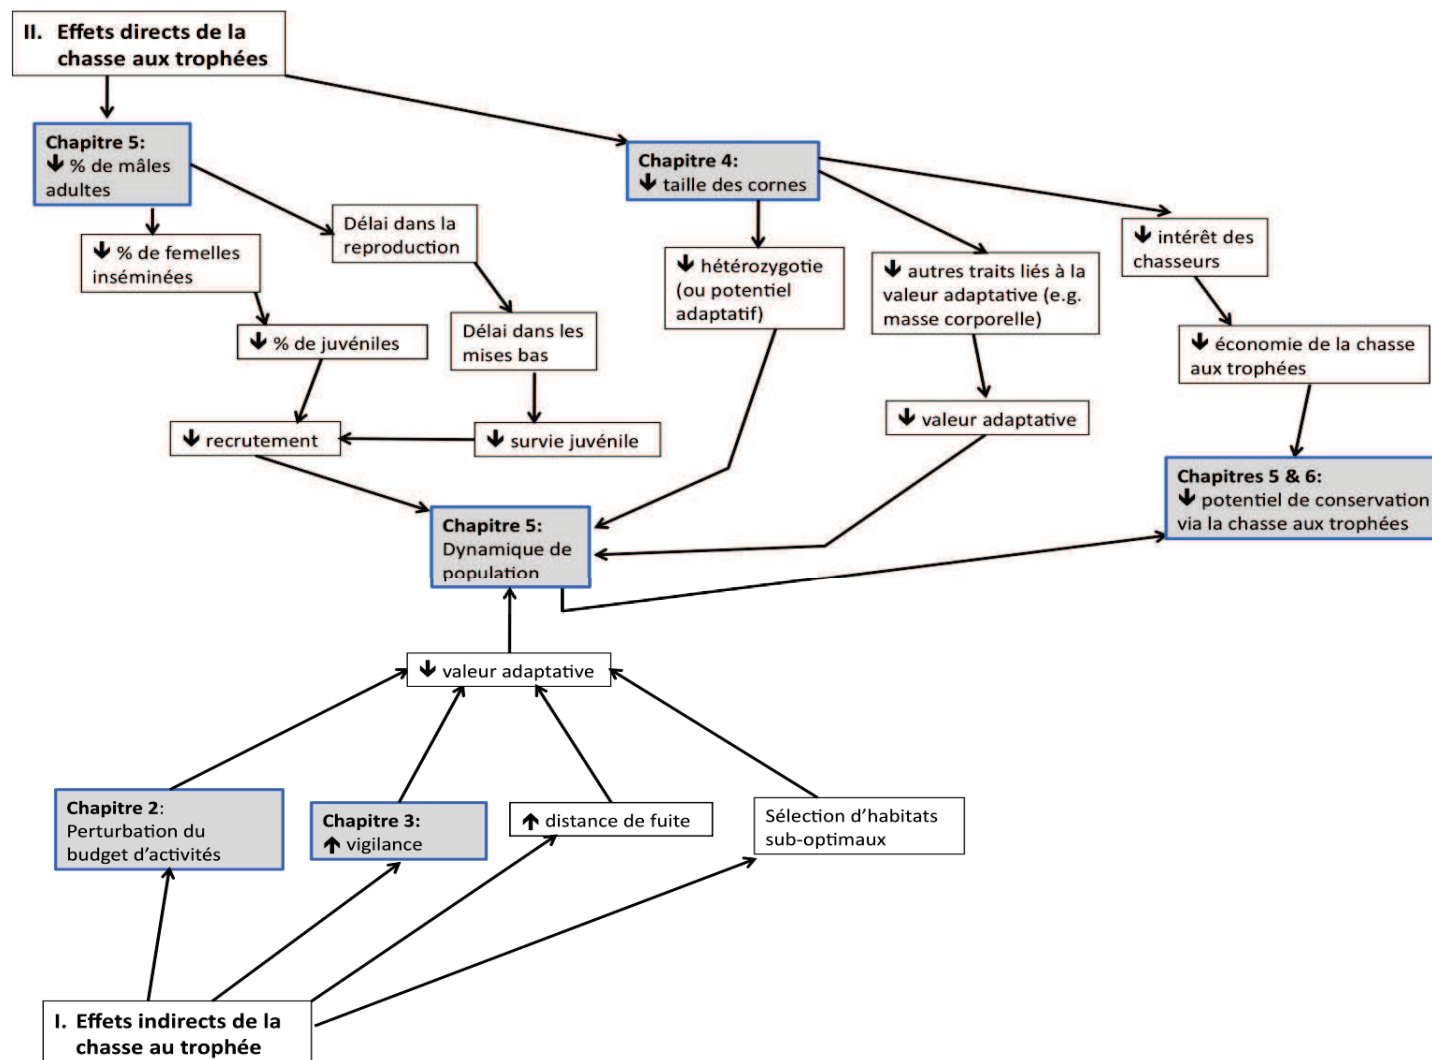 II. Effets directs de la
chasse aux trophées
Chapitre 5:
↓ % de mâles
adultes
Chapitre 4:
↓ taille des cornes
↓ % de femelles
inséminées
Délai dans la
reproduction
↓ hétérozygotie
(ou potentiel
adaptatif)
↓ autres traits liés à la
valeur adaptative (e.g.
masse corporelle)
↓ intérêt des
chasseurs
↓ % de juvéniles
Délai dans les
mises bas
↓ économie de la chasse
aux trophées
↓ recrutement
↓ survie juvénile
↓ valeur adaptative
Chapitres 5 & 6:
↓ potentiel de conservation
via la chasse aux trophées
Chapitre 5:
Dynamique de
population
↓ valeur adaptative
Chapitre 2:
Perturbation du
budget d’activités
Chapitre 3:
↑ vigilance
↑ distance de fuite
Sélection d’habitats
sub-optimaux
I. Effets indirects de la
chasse au trophée